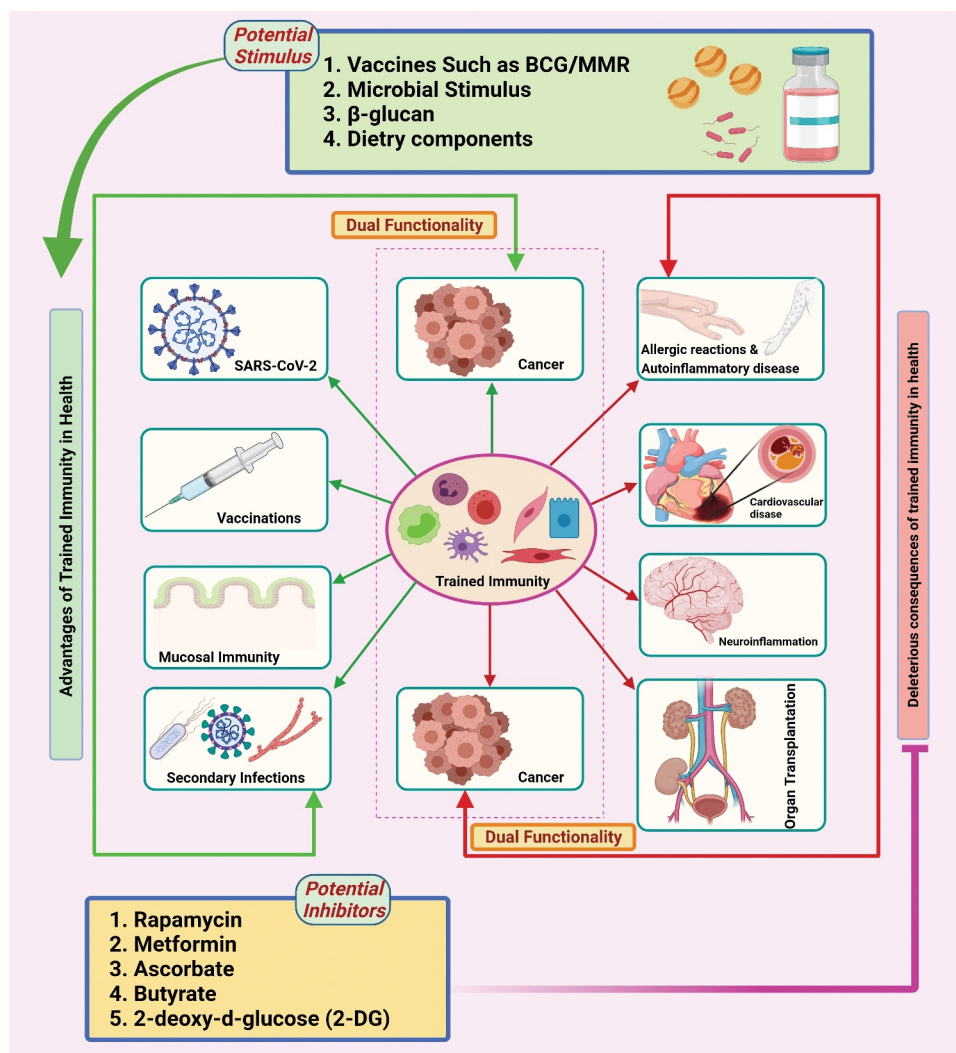 Potential
Stimulus
1. Vaccines Such as BCG/MMR
2. Microbial Stimulus
3. β-glucan
4. Dietry components
Dual Functionality
Advantages of Trained Immunity in Health
SARS-CoV-2
Vaccinations
Mucosal Immunity
Secondary Infections
Cancer
Trained Immunity
Cancer
Dual Functionality
Allergic reactions &
Autoinflammatory disease
Cardiovascular
disase
Neuroinflammation
Organ Transplantation
Deleterious consequences of trained immunity in health
Potential
Inhibitors
1. Rapamycin
2. Metformin
3. Ascorbate
4. Butyrate
5. 2-deoxy-d-glucose (2-DG)